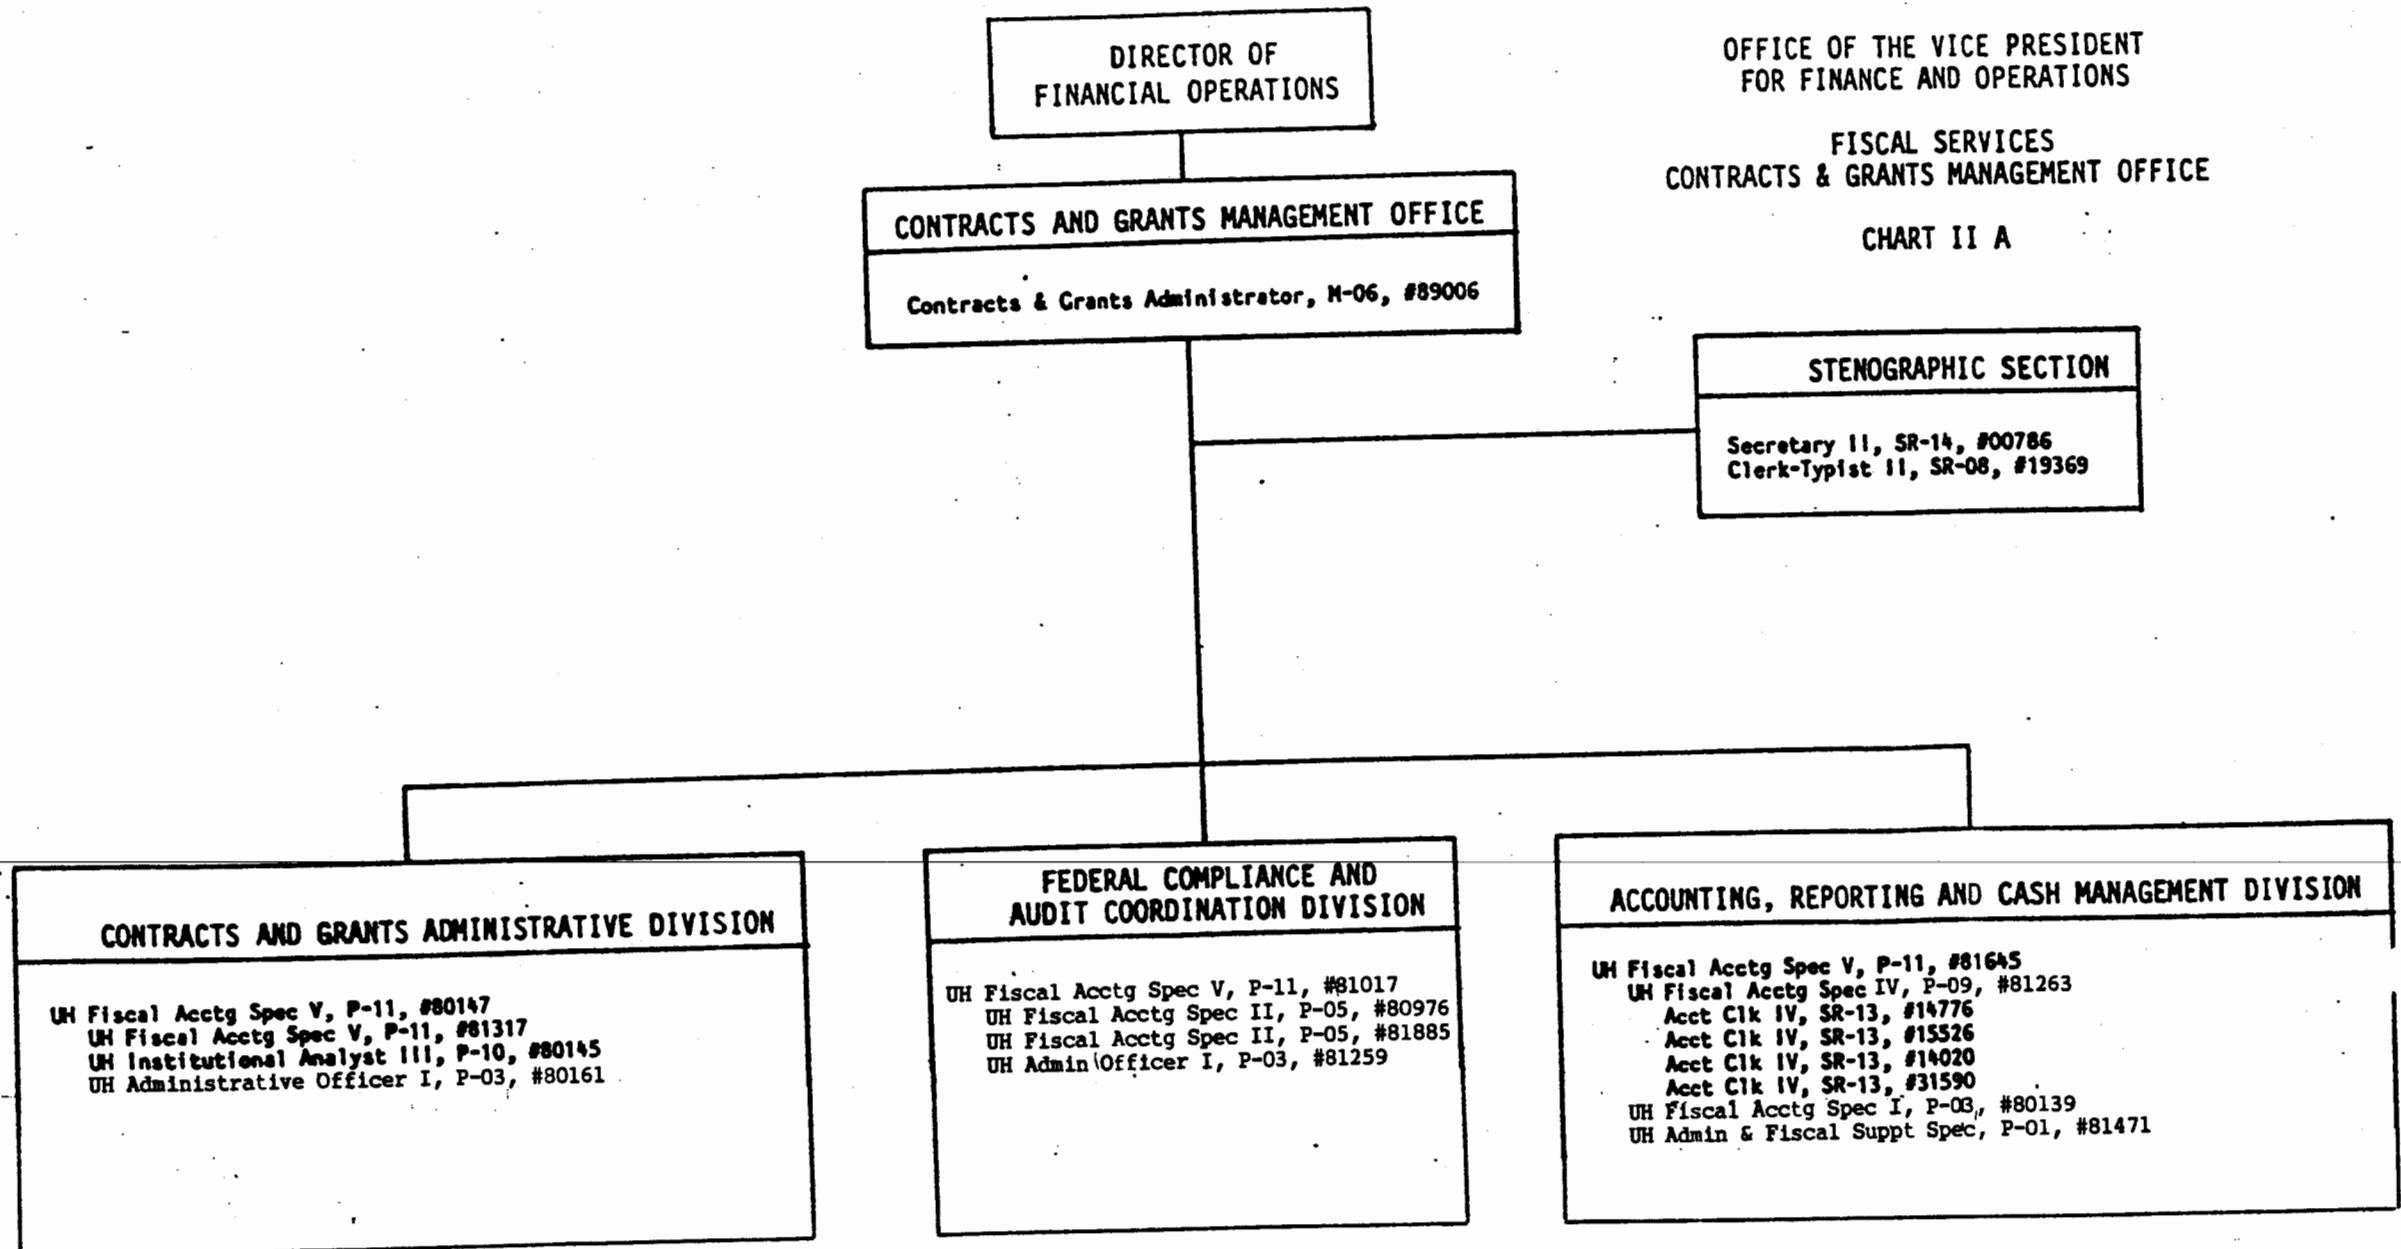 DIRECTOR OF
FINANCIAL OPERATIONS
OFFICE OF THE VICE PRESIDENT
FOR FINANCE AND OPERATIONS
FISCAL SERVICES
CONTRACTS & GRANTS MANAGEMENT OFFICE
CHART II A
CONTRACTS AND GRANTS MANAGEMENT OFFICE
Contracts & Grants Administrator, M-06, #89006
STENOGRAPHIC SECTION
Secretary II, SR-14, #00786
Clerk-Typist II, SR-08, #19369
CONTRACTS AND GRANTS ADMINISTRATIVE DIVISION
UH Fiscal Acctg Spec V, P-11, #80147
UH Fiscal Acctg Spec V, P-11, #81317
UH Institutional Analyst III, P-10, #80145
UH Administrative Officer I, P-03, #80161
FEDERAL COMPLIANCE AND
AUDIT COORDINATION DIVISION
UH Fiscal Acctg Spec V, P-11, #81017
UH Fiscal Acctg Spec II, P-05, #80976
UH Fiscal Acctg Spec II, P-05, #81885
UH Admin Officer I, P-03, #81259
ACCOUNTING, REPORTING AND CASH MANAGEMENT DIVISION
UH Fiscal Acctg Spec V, P-11, #81645
UH Fiscal Acctg Spec IV, P-09, #81263
Acct Clk IV, SR-13, #14776
Acct Clk IV, SR-13, #15526
Acct Clk IV, SR-13, #14020
Acct Clk IV, SR-13, #31590
UH Fiscal Acctg Spec I, P-03, #80139
UH Admin & Fiscal Suppt Spec, P-01, #81471